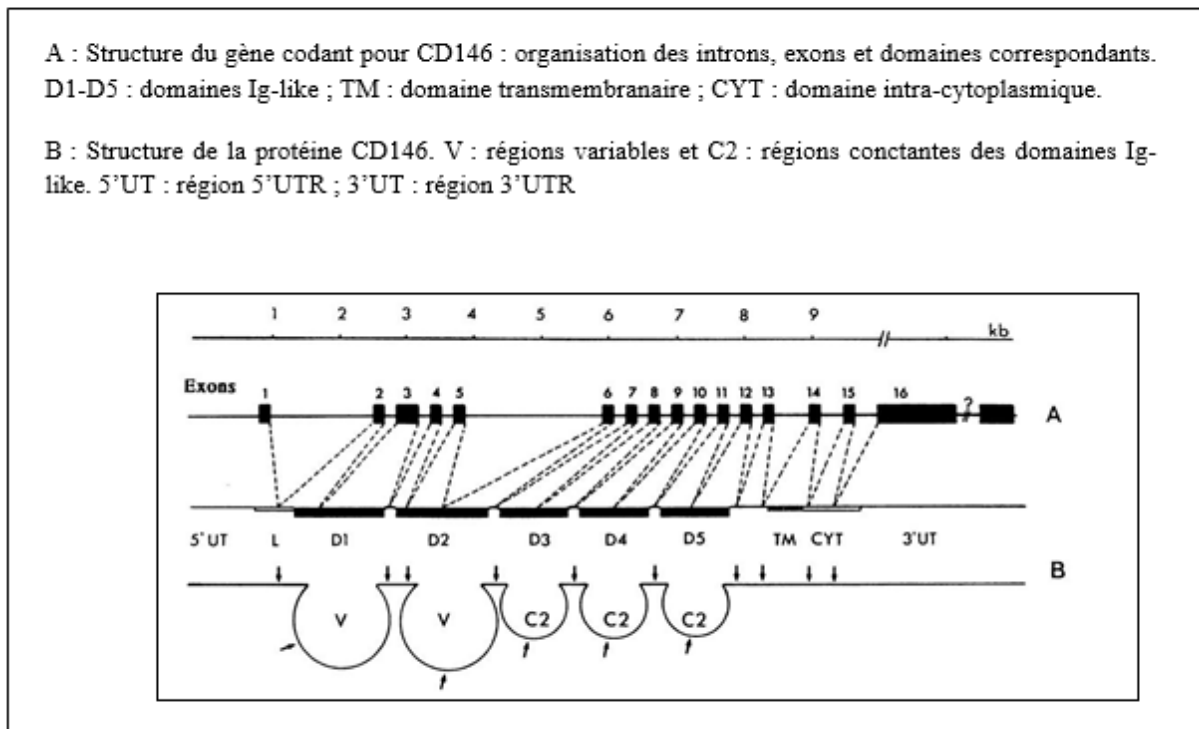 A : Structure du gène codant pour CD146 : organisation des introns, exons et domaines correspondants.
D1-D5 : domaines Ig-like ; TM : domaine transmembranaire ; CYT : domaine intra-cytoplasmique.
B : Structure de la protéine CD146. V : régions variables et C2 : régions conctantes des domaines Ig-
like. 5’UT : région 5’UTR ; 3’UT : région 3’UTR
1 2 3 4 5 6 7 8 9
kb
Exons
1 2 3 4 5 6 7 8 9 10 11 12 13 14 15 16 ?
A
5' UT L D1 D2 D3 D4 D5 TM CYT 3'UT
B
V V C2 C2 C2